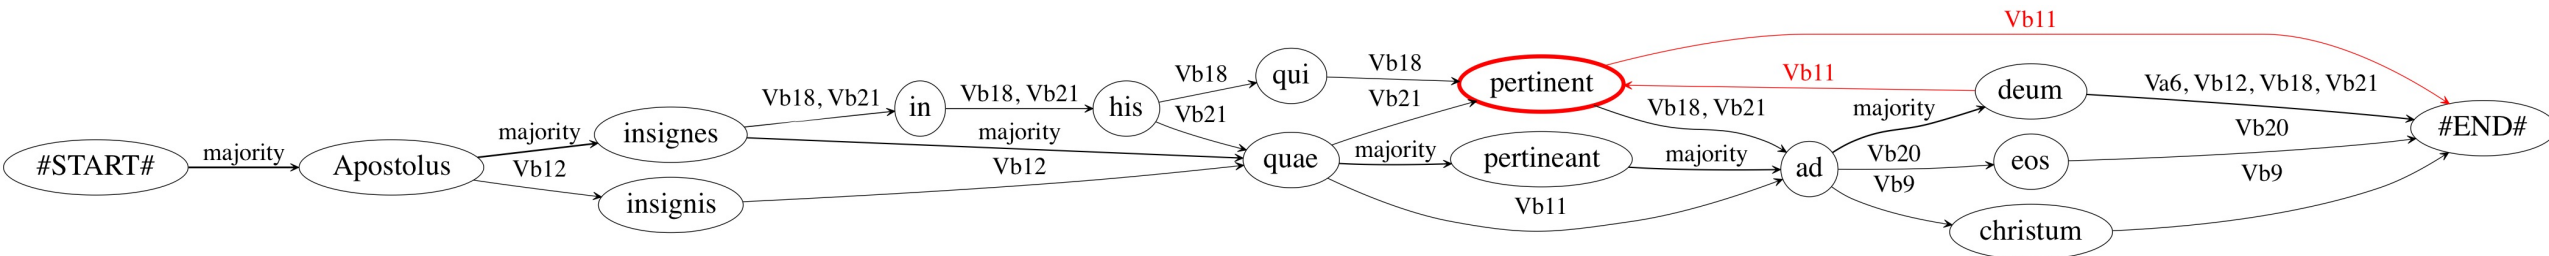 #START#
majority
Apostolus
majority
Vb12
insignes
insignis
Vb18, Vb21
majority
Vb12
in
Vb18, Vb21
his
Vb18
Vb21
qui
quae
Vb18
Vb21
majority
Vb11
pertinent
pertineant
Vb11
Vb18, Vb21
majority
ad
majority
Vb20
Vb9
deum
eos
christum
Vb11
Va6, Vb12, Vb18, Vb21
Vb20
Vb9
#END#